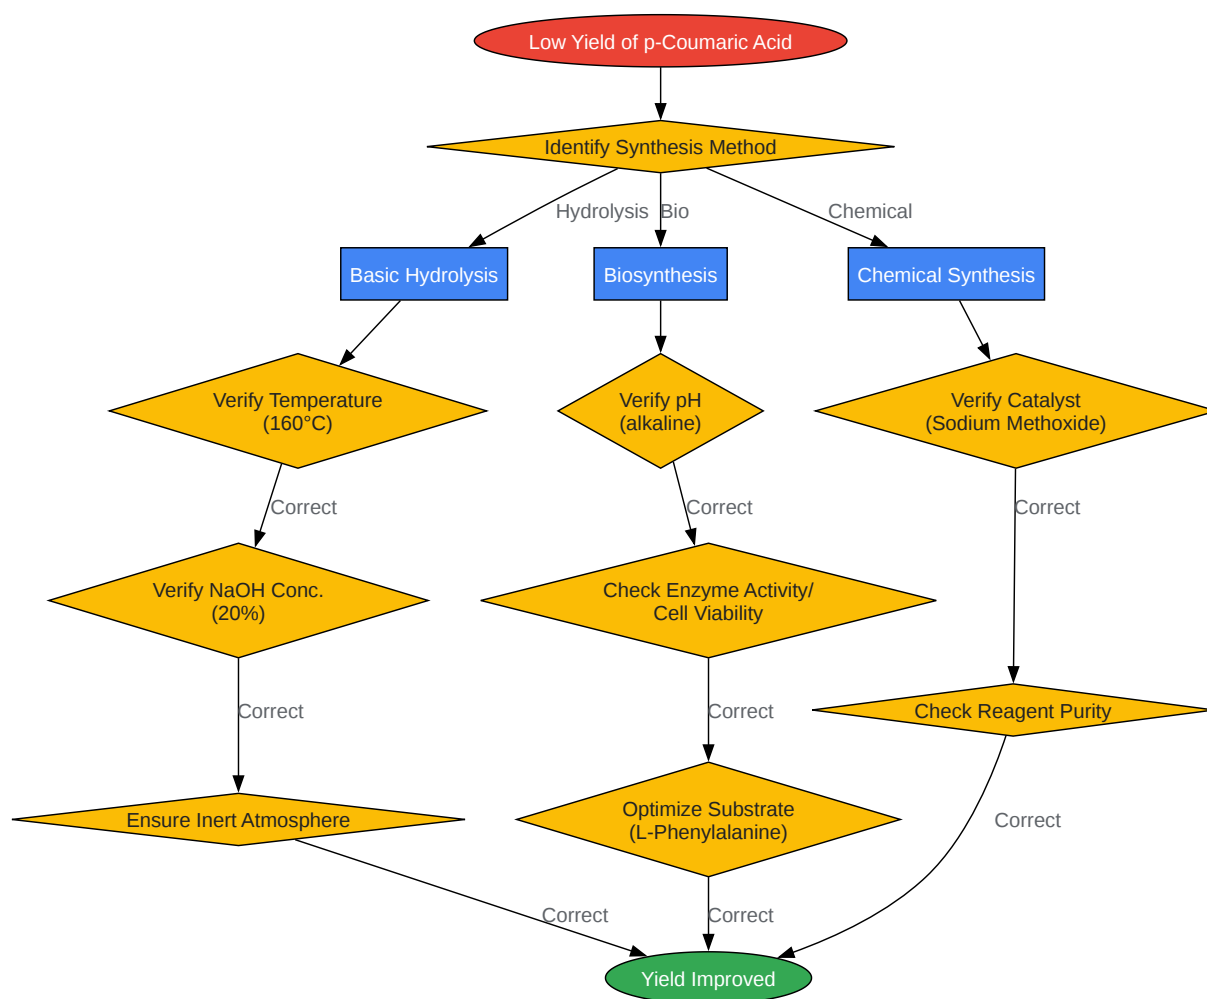 Low Yield of p-Coumaric Acid
Identify Synthesis Method
Hydrolysis
Bio
Chemical
Basic Hydrolysis
Biosynthesis
Chemical Synthesis
Verify Temperature
(160°C)
Verify pH
(alkaline)
Verify Catalyst
(Sodium Methoxide)
Correct
Correct
Correct
Verify NaOH Conc.
(20%)
Check Enzyme Activity/
Cell Viability
Correct
Correct
Check Reagent Purity
Ensure Inert Atmosphere
Optimize Substrate
(L-Phenylalanine)
Correct
Correct
Correct
Yield Improved